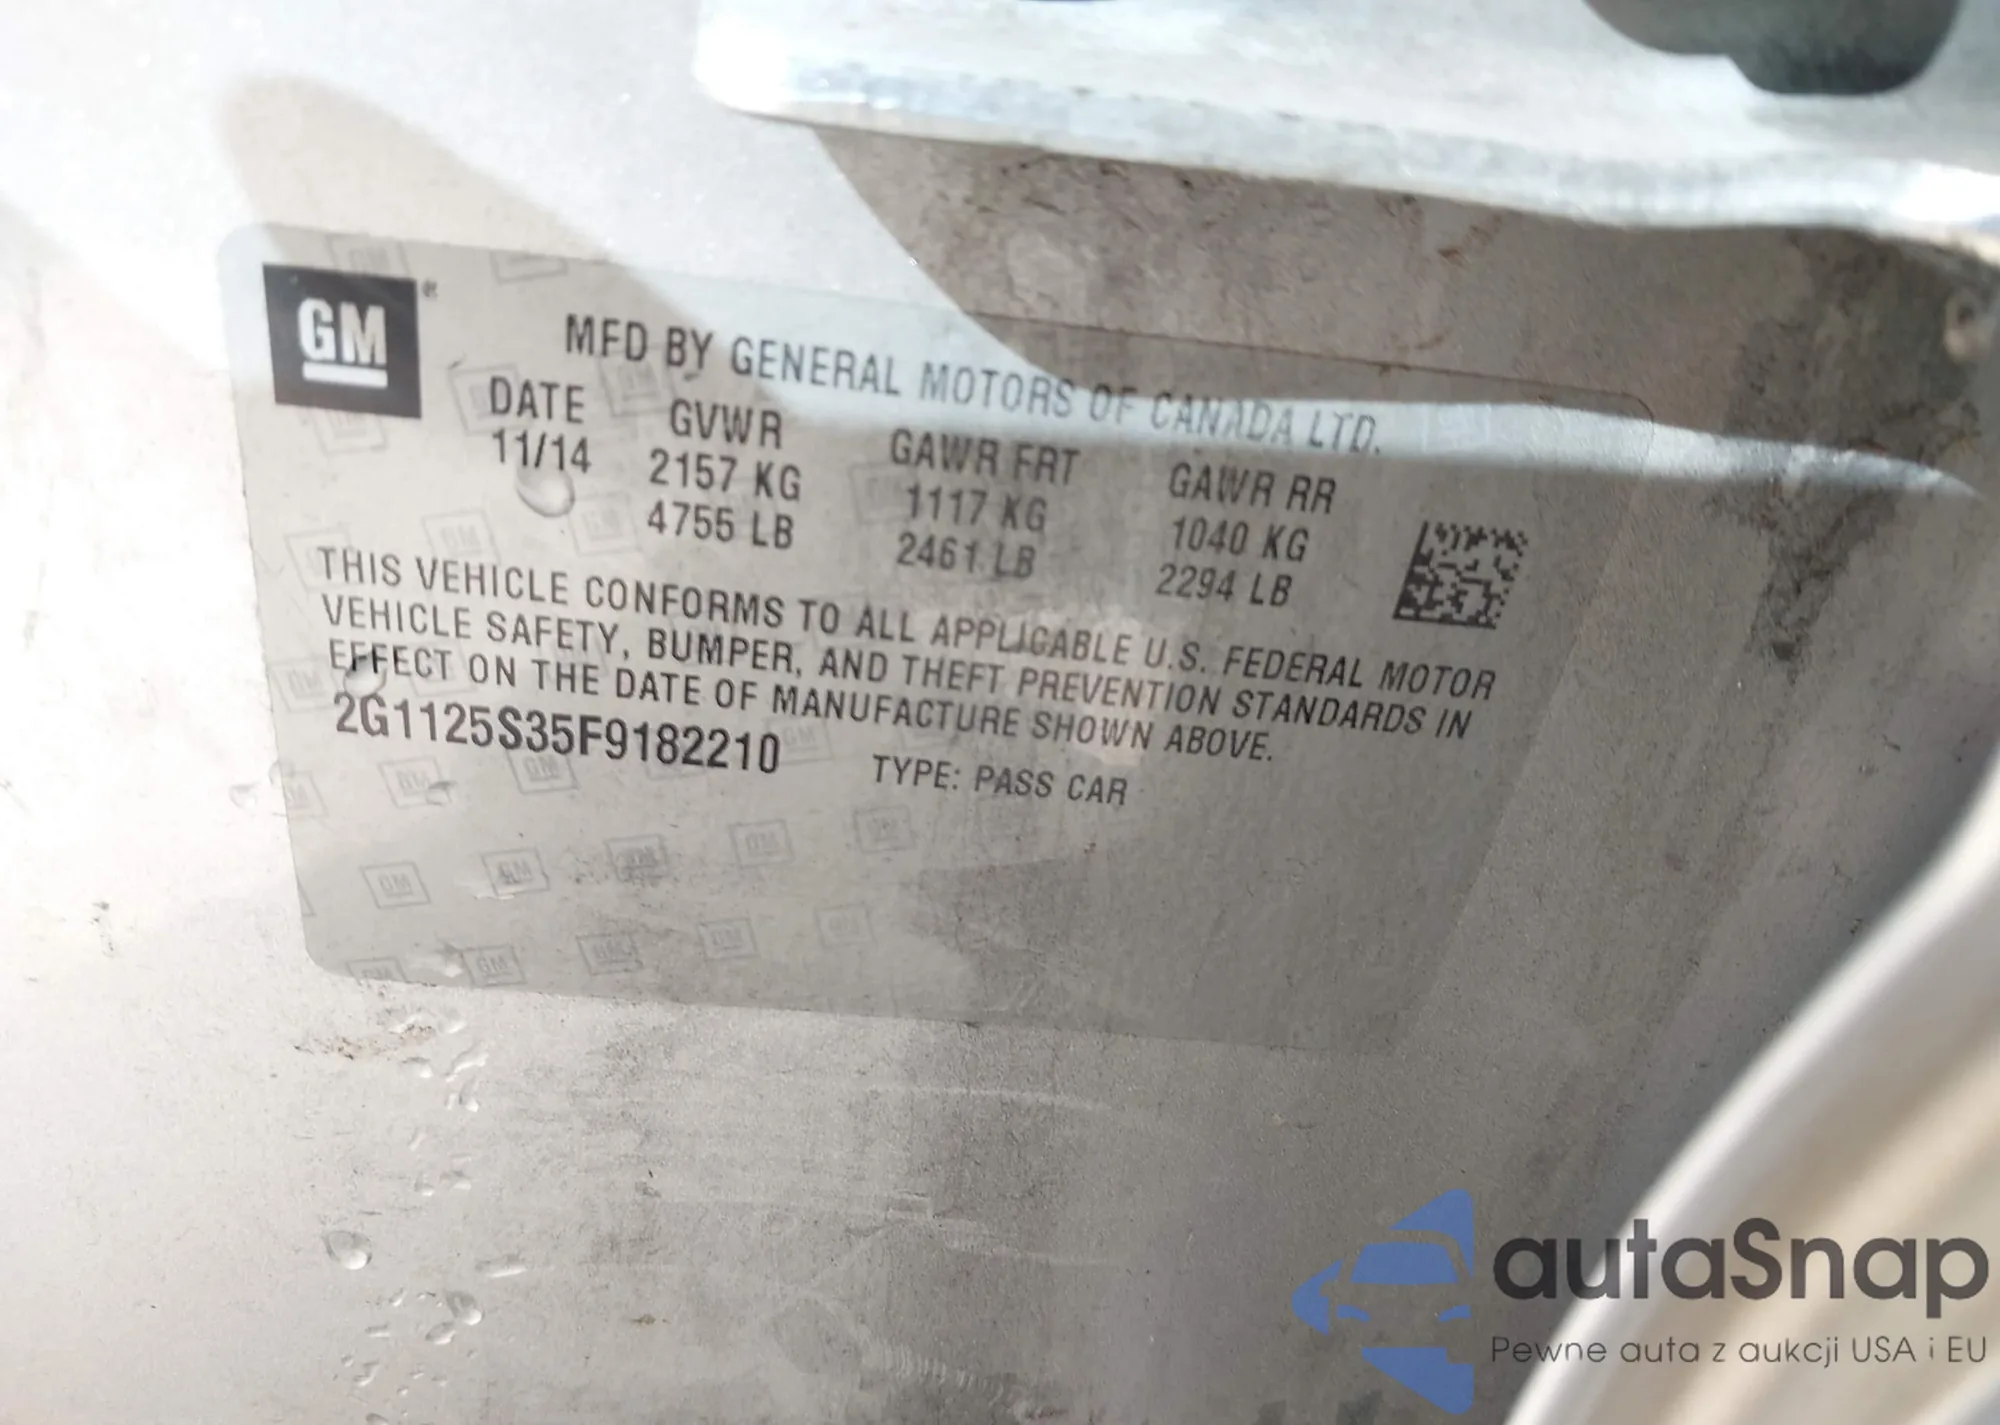 GM
MFD BY GENERAL MOTORS OF CANADA LTD.
DATE GVWR GAWR FRT GAWR RR
11/14 2157 KG 1117 KG 1040 KG
4755 LB 2461 LB 2294 LB
THIS VEHICLE CONFORMS TO ALL APPLICABLE U.S. FEDERAL MOTOR
VEHICLE SAFETY, BUMPER, AND THEFT PREVENTION STANDARDS IN
EFFECT ON THE DATE OF MANUFACTURE SHOWN ABOVE.
2G1125S35F9182210 TYPE: PASS CAR
autaSnap
Pewne auta z aukcji USA i EU